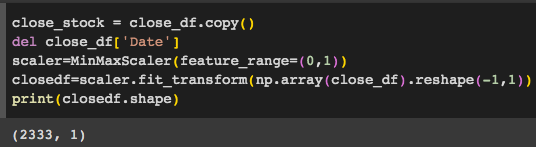 close_stock = close_df.copy()
del close_df['Date']
scaler=MinMaxScaler(feature_range=(0,1))
closedf=scaler.fit_transform(np.array(close_df).reshape(-1,1))
print(closedf.shape)
(2333, 1)